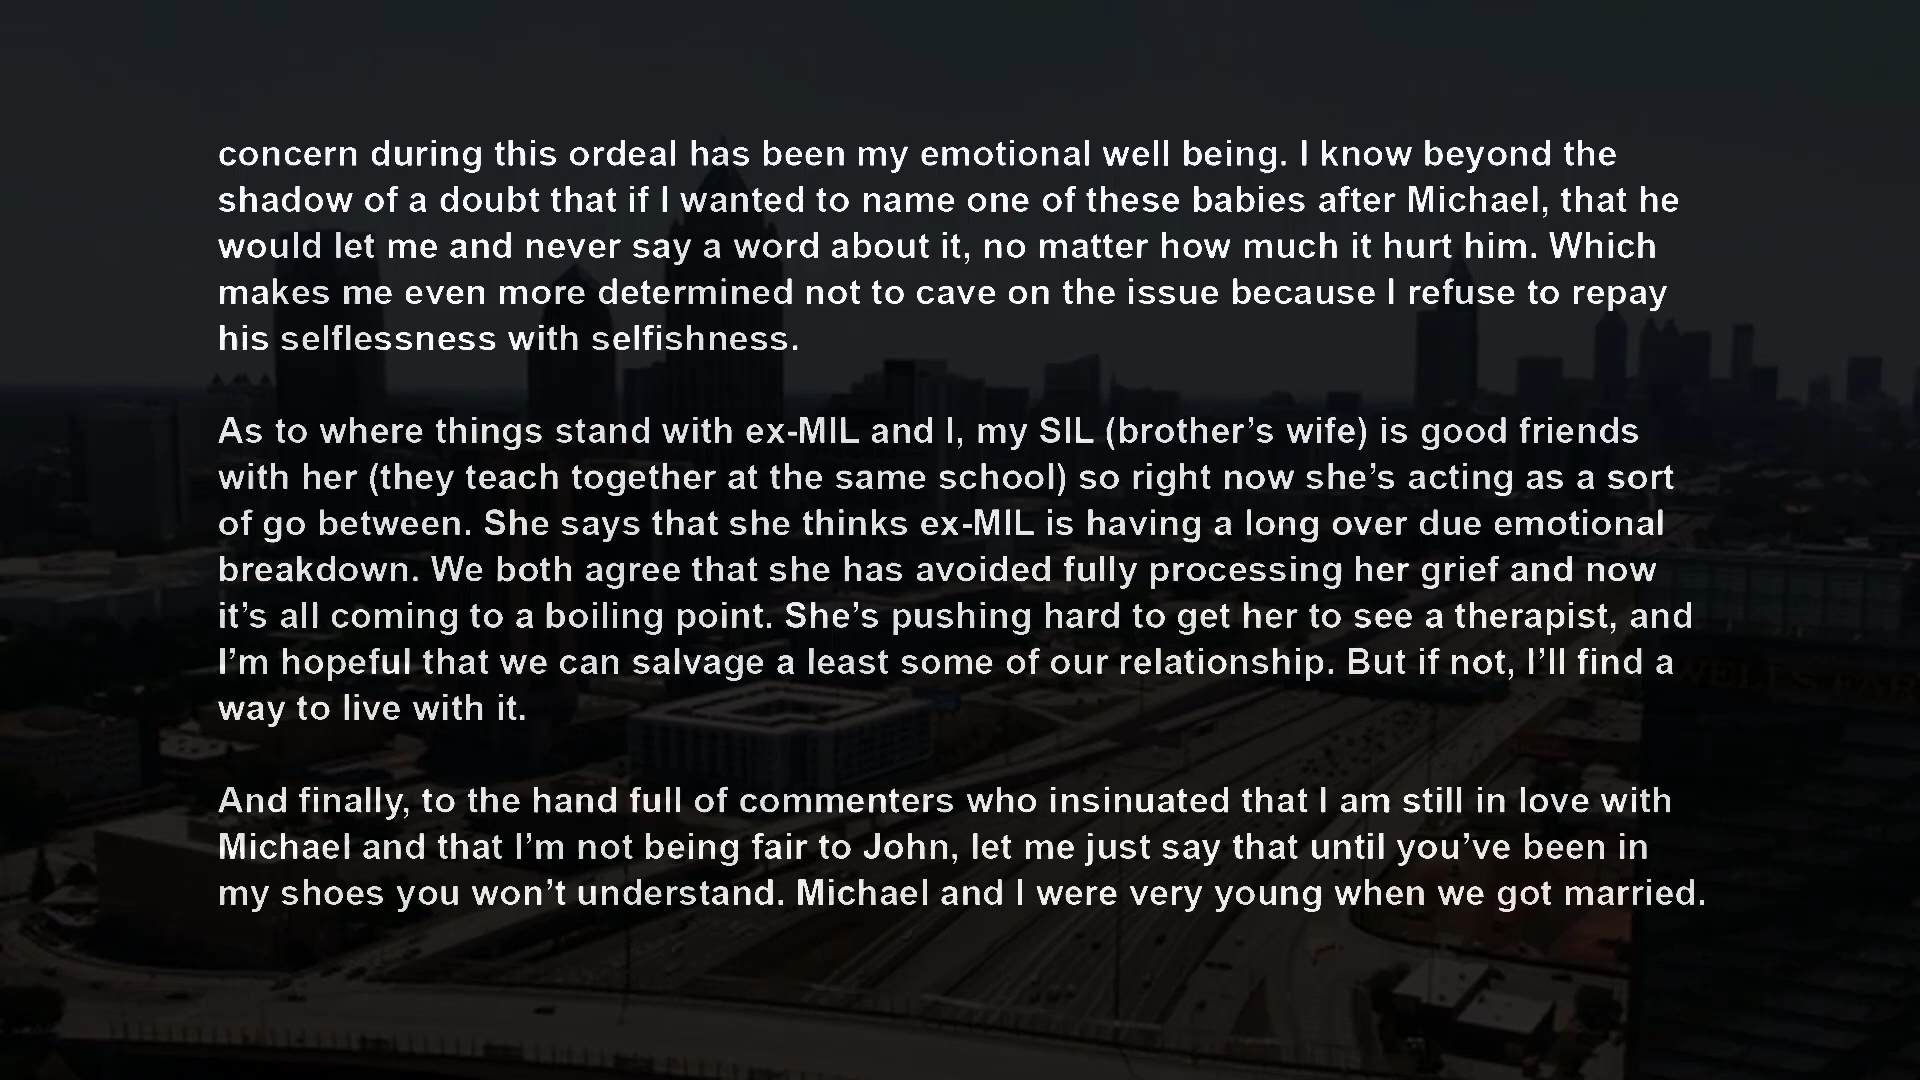 concern during this ordeal has been my emotional well being. I know beyond the
shadow of a doubt that if I wanted to name one of these babies after Michael, that he
would let me and never say a word about it, no matter how much it hurt him. Which
makes me even more determined not to cave on the issue because I refuse to repay
his selflessness with selfishness.
As to where things stand with ex-MIL and I, my SIL (brother’s wife) is good friends
with her (they teach together at the same school) so right now she’s acting as a sort
of go between. She says that she thinks ex-MIL is having a long over due emotional
breakdown. We both agree that she has avoided fully processing her grief and now
it’s all coming to a boiling point. She’s pushing hard to get her to see a therapist, and
I’m hopeful that we can salvage a least some of our relationship. But if not, I’ll find a
way to live with it.
And finally, to the hand full of commenters who insinuated that I am still in love with
Michael and that I’m not being fair to John, let me just say that until you’ve been in
my shoes you won’t understand. Michael and I were very young when we got married.